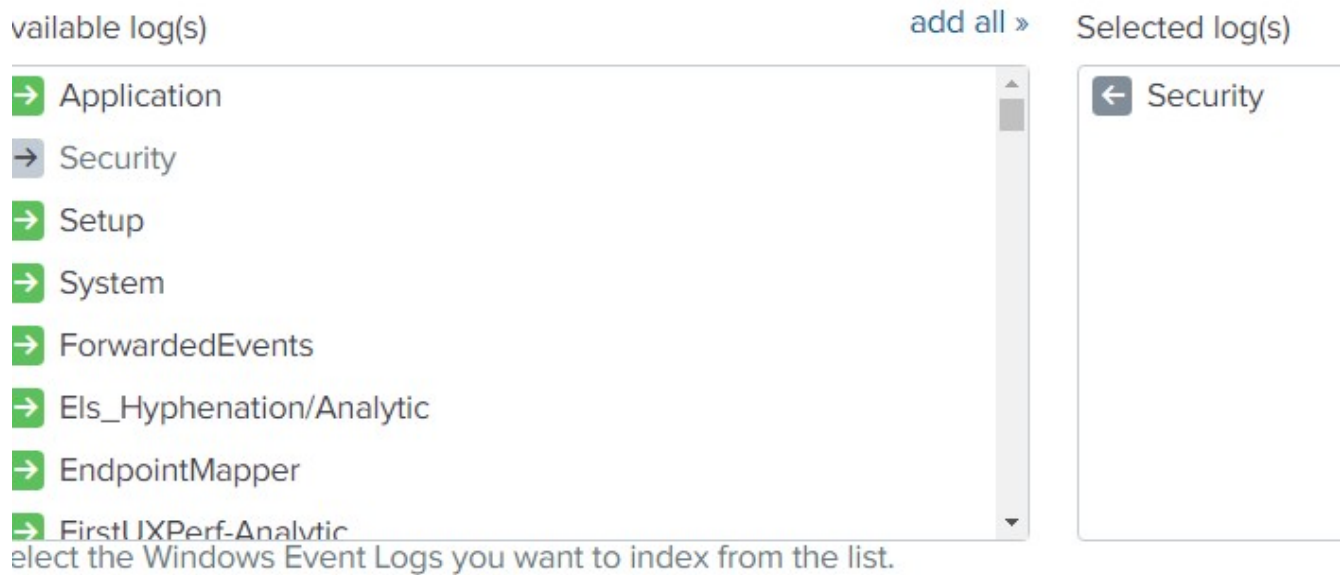 vailable log(s)
add all »
Selected log(s)
Application
Security
Setup
System
ForwardedEvents
Els_Hyphenation/Analytic
EndpointMapper
FirstUXPerf-Analytic
Security
elect the Windows Event Logs you want to index from the list.